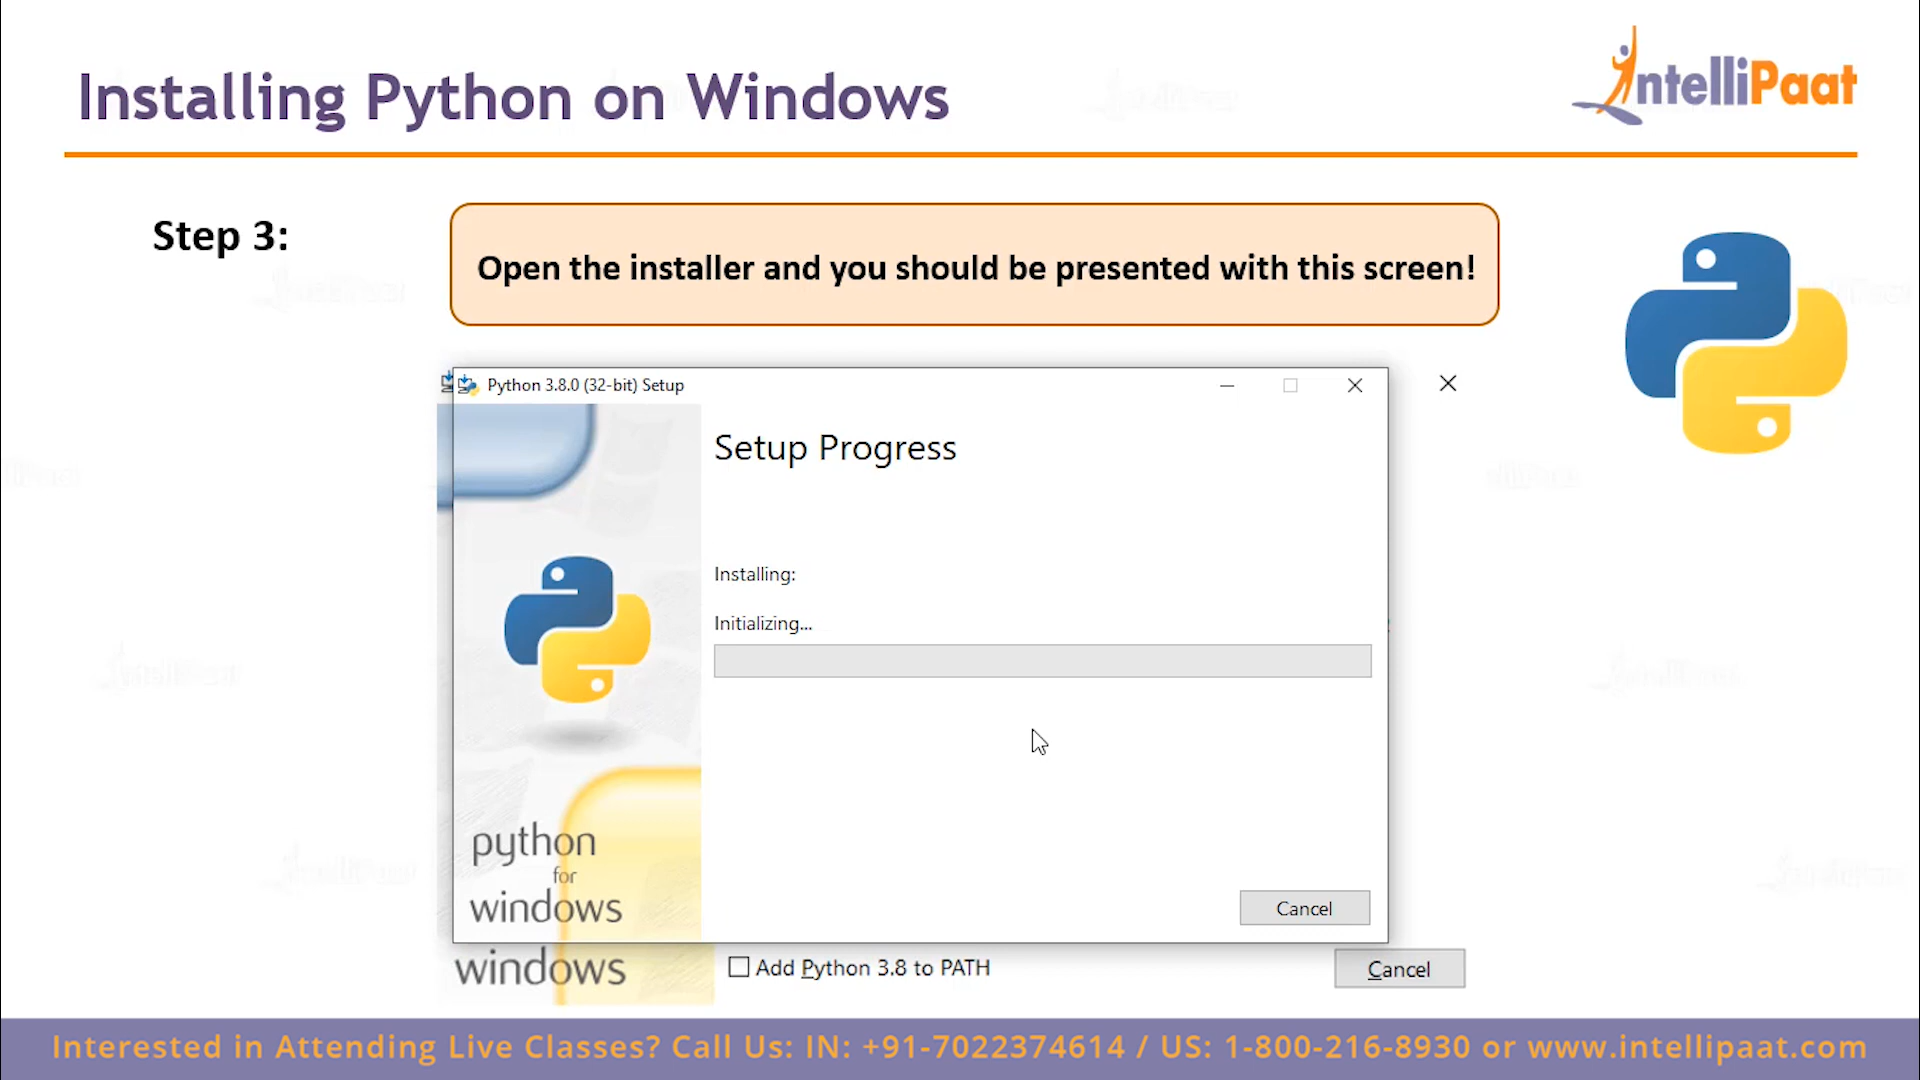 Installing Python on Windows
IntelliPaat
Step 3:
Open the installer and you should be presented with this screen!
Python 3.8.0 (32-bit) Setup
Setup Progress
Installing:
Initializing...
python
for
windows
Cancel
windows
Add Python 3.8 to PATH
Cancel
Interested in Attending Live Classes? Call Us: IN: +91-7022374614 / US: 1-800-216-8930 or www.intellipaat.com